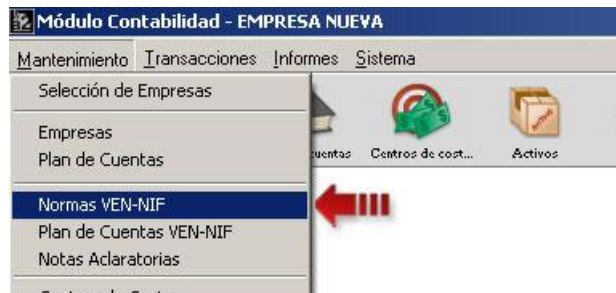 Módulo Contabilidad - EMPRESA NUEVA
Mantenimiento Transacciones Informes Sistema
Selección de Empresas
Empresas
Plan de Cuentas
cuentas Centros de cost... Activos
Normas VEN-NIF
Plan de Cuentas VEN-NIF
Notas Aclaratorias